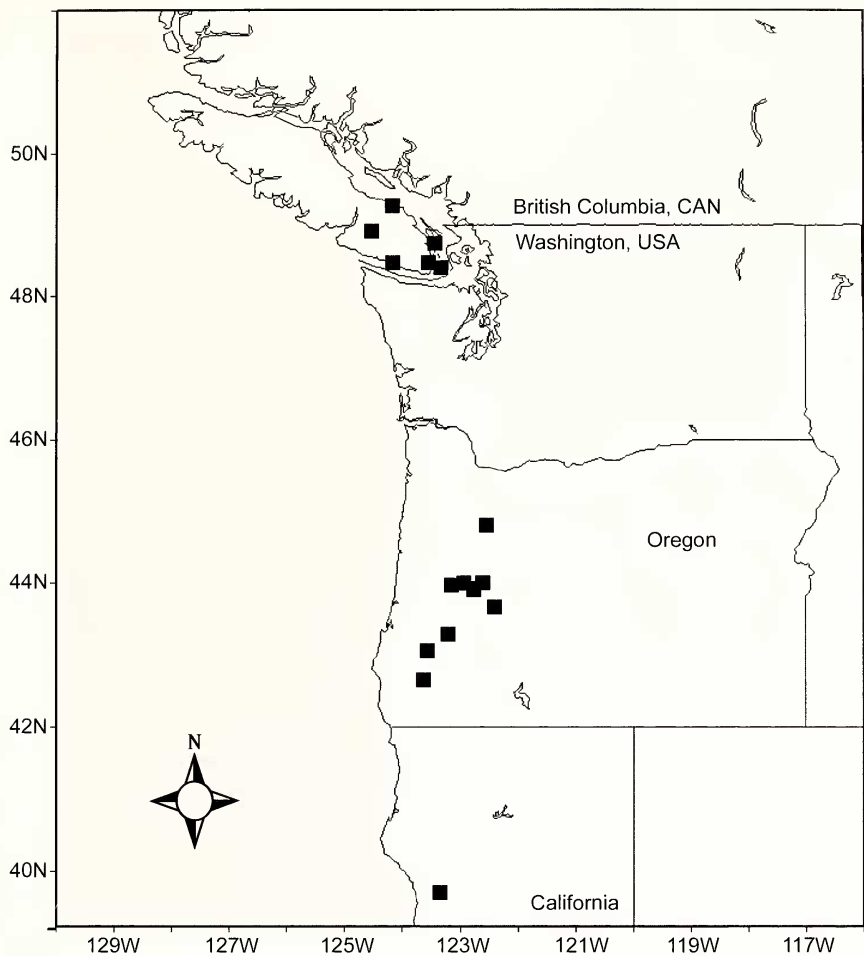 50N
British Columbia, CAN
Washington, USA
48N
46N
Oregon
44N
42N
N
40N
California
129W 127W 125W 123W 121W 119W 117W